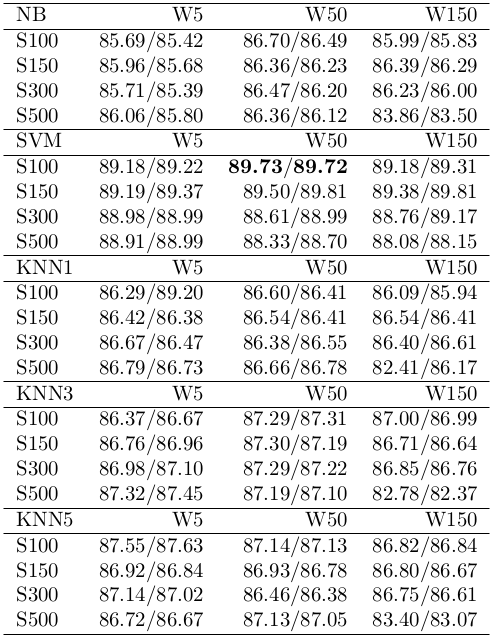 NB W5 W50 W150
S100 85.69/85.42 86.70/86.49 85.99/85.83
S150 85.96/85.68 86.36/86.23 86.39/86.29
S300 85.71/85.39 86.47/86.20 86.23/86.00
S500 86.06/85.80 86.36/86.12 83.86/83.50
SVM W5 W50 W150
S100 89.18/89.22 89.73/89.72 89.18/89.31
S150 89.19/89.37 89.50/89.81 89.38/89.81
S300 88.98/88.99 88.61/88.99 88.76/89.17
S500 88.91/88.99 88.33/88.70 88.08/88.15
KNN1 W5 W50 W150
S100 86.29/89.20 86.60/86.41 86.09/85.94
S150 86.42/86.38 86.54/86.41 86.54/86.41
S300 86.67/86.47 86.38/86.55 86.40/86.61
S500 86.79/86.73 86.66/86.78 82.41/86.17
KNN3 W5 W50 W150
S100 86.37/86.67 87.29/87.31 87.00/86.99
S150 86.76/86.96 87.30/87.19 86.71/86.64
S300 86.98/87.10 87.29/87.22 86.85/86.76
S500 87.32/87.45 87.19/87.10 82.78/82.37
KNN5 W5 W50 W150
S100 87.55/87.63 87.14/87.13 86.82/86.84
S150 86.92/86.84 86.93/86.78 86.80/86.67
S300 87.14/87.02 86.46/86.38 86.75/86.61
S500 86.72/86.67 87.13/87.05 83.40/83.07